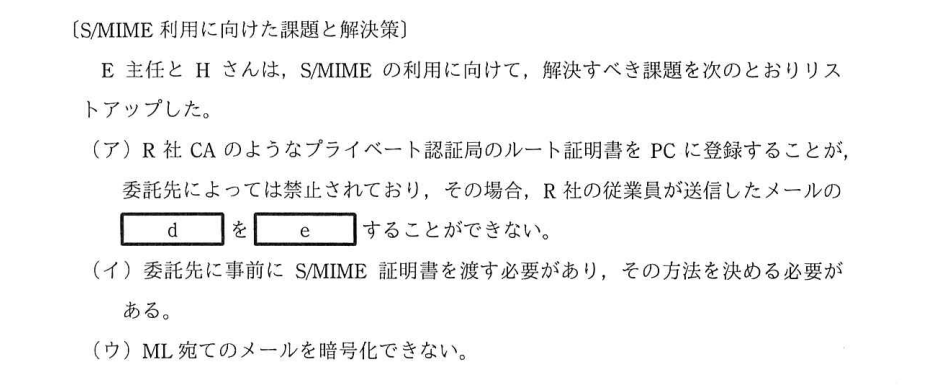 〔S/MIME 利用に向けた課題と解決策〕
E 主任と H さんは，S/MIME の利用に向けて，解決すべき課題を次のとおりリス
トアップした。
（ア）R 社 CA のようなプライベート認証局のルート証明書を PC に登録することが，
委託先によっては禁止されており，その場合，R 社の従業員が送信したメールの
d を e することができない。
（イ）委託先に事前に S/MIME 証明書を渡す必要があり，その方法を決める必要が
ある。
（ウ）ML 宛てのメールを暗号化できない。